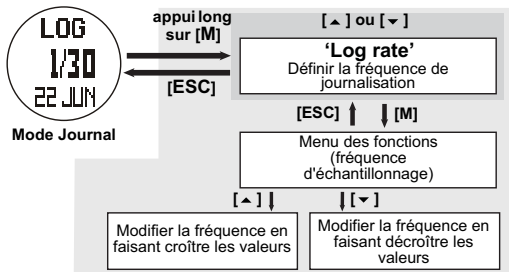 LOG
1/30
22 JUN
Mode Journal
appui long
sur [M]
[ESC]
[ ▲ ] ou [ ▼ ]
‘Log rate’
Définir la fréquence de
journalisation
[ESC]
[M]
Menu des fonctions
(fréquence
d'échantillonnage)
[ ▲ ]
[ ▼ ]
Modifier la fréquence en
faisant croître les valeurs
Modifier la fréquence en
faisant décroître les
valeurs